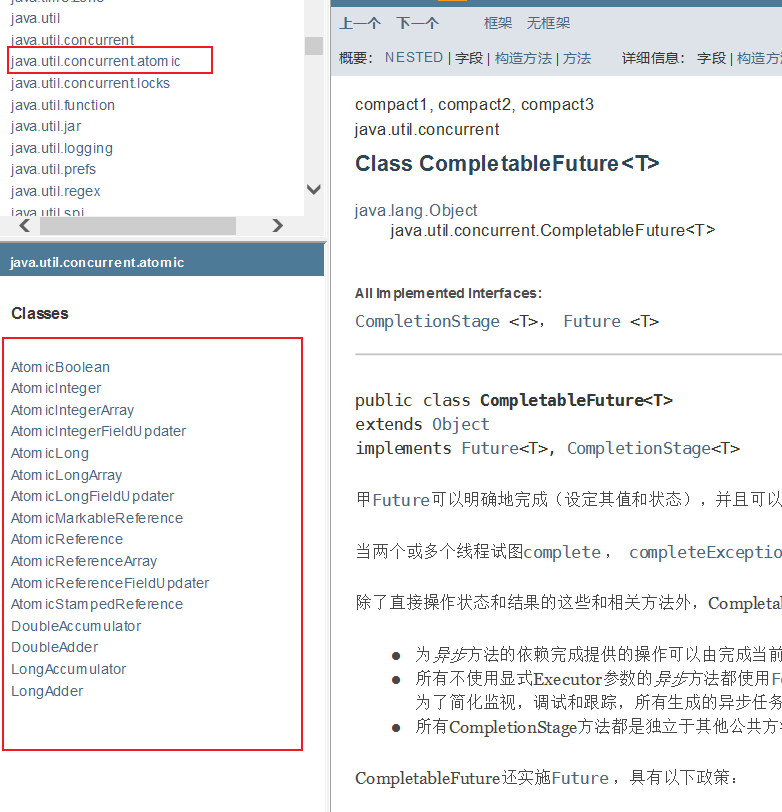 java.util
java.util.concurrent
java.util.concurrent.atomic
java.util.concurrent.locks
java.util.function
java.util.jar
java.util.logging
java.util.prefs
java.util.regex
java.util.spi
java.util.concurrent.atomic
Classes
AtomicBoolean
AtomicInteger
AtomicIntegerArray
AtomicIntegerFieldUpdater
AtomicLong
AtomicLongArray
AtomicLongFieldUpdater
AtomicMarkableReference
AtomicReference
AtomicReferenceArray
AtomicReferenceFieldUpdater
AtomicStampedReference
DoubleAccumulator
DoubleAdder
LongAccumulator
LongAdder
上一个 下一个 框架 无框架
概要： NESTED | 字段 | 构造方法 | 方法 详细信息： 字段 | 构造方
compact1, compact2, compact3
java.util.concurrent
Class CompletableFuture<T>
java.lang.Object
java.util.concurrent.CompletableFuture<T>
All Implemented Interfaces:
CompletionStage <T>， Future <T>
public class CompletableFuture<T>
extends Object
implements Future<T>, CompletionStage<T>
甲Future可以明确地完成（设定其值和状态），并且可以
当两个或多个线程试图complete ， completeExceptio
除了直接操作状态和结果的这些和相关方法外，Completa
● 为异步方法的依赖完成提供的操作可以由完成当前
● 所有不使用显式Executor参数的异步方法都使用F
为了简化监视，调试和跟踪，所有生成的异步任务
● 所有CompletionStage方法都是独立于其他公共方
CompletableFuture还实施Future ，具有以下政策：